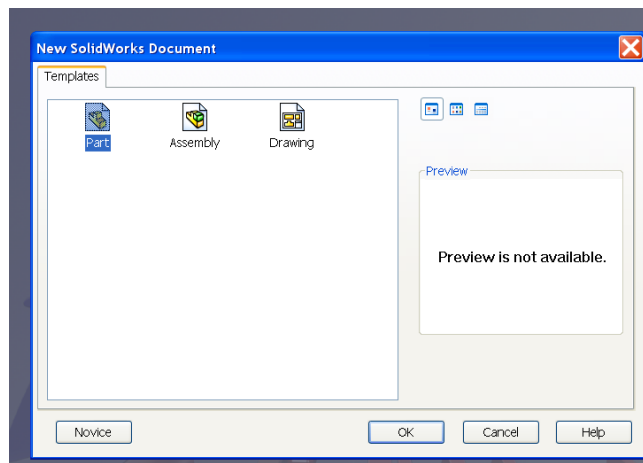 New SolidWorks Document
Templates
Part Assembly Drawing
Preview
Preview is not available.
Novice OK Cancel Help